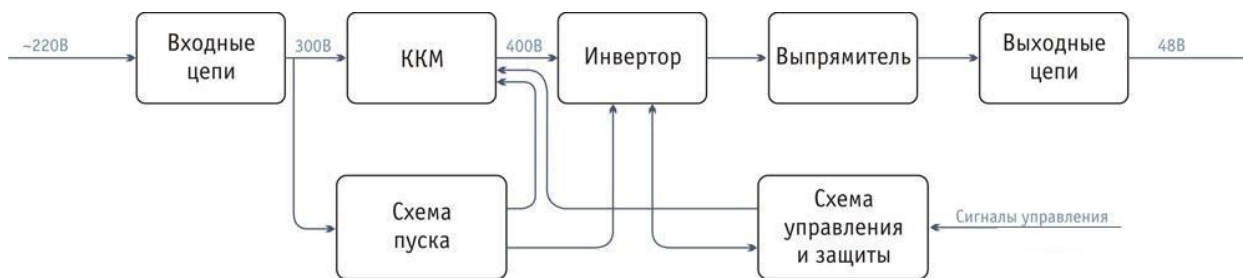 ~220В
Входные
цепи
300В
ККМ
400В
Инвертор
Выпрямитель
Выходные
цепи
48В
Схема
пуска
Схема
управления
и защиты
Сигналы управления